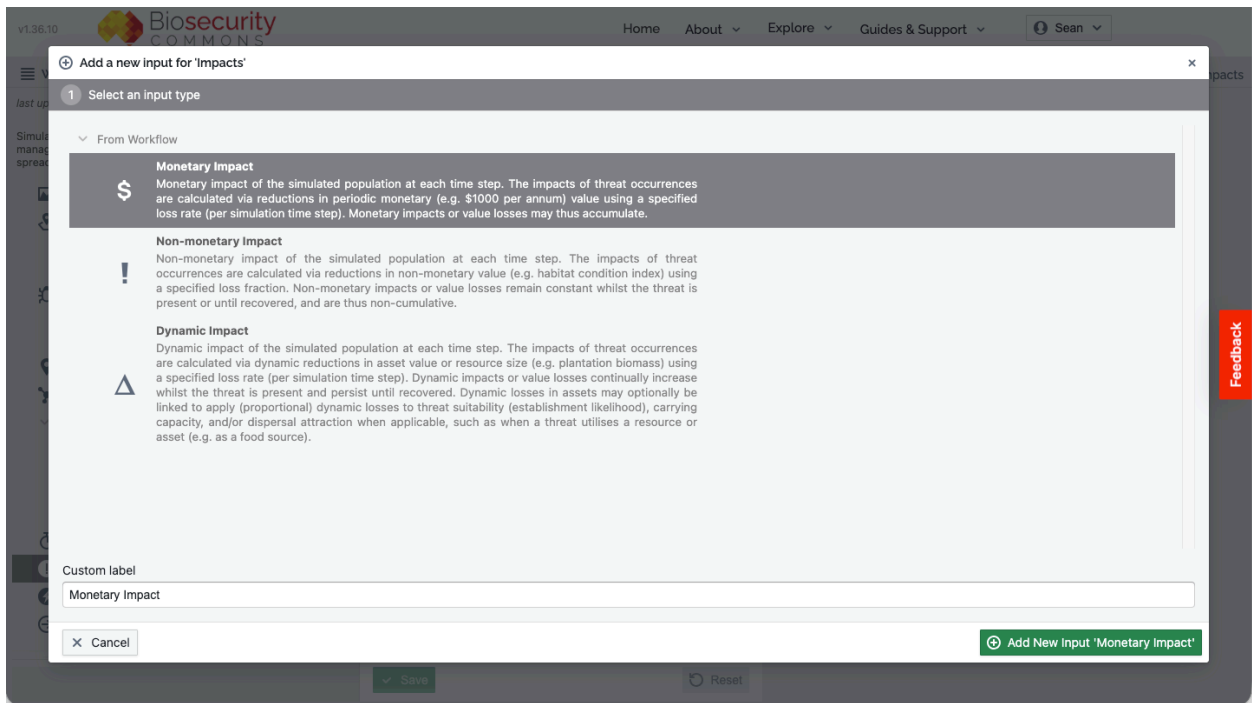 v1.36.10
Biosecurity
COMMONS
Home
About
Explore
Guides & Support
Sean
Add a new input for 'Impacts'
last up
Simula
manag
spread
1 Select an input type
From Workflow
Monetary Impact
$ Monetary impact of the simulated population at each time step. The impacts of threat occurrences
are calculated via reductions in periodic monetary (e.g. $1000 per annum) value using a specified
loss rate (per simulation time step). Monetary impacts or value losses may thus accumulate.
Non-monetary Impact
Non-monetary impact of the simulated population at each time step. The impacts of threat
! occurrences are calculated via reductions in non-monetary value (e.g. habitat condition index) using
a specified loss fraction. Non-monetary impacts or value losses remain constant whilst the threat is
present or until recovered, and are thus non-cumulative.
Dynamic Impact
Dynamic impact of the simulated population at each time step. The impacts of threat occurrences
are calculated via dynamic reductions in asset value or resource size (e.g. plantation biomass) using
a specified loss rate (per simulation time step). Dynamic impacts or value losses continually increase
Δ whilst the threat is present and persist until recovered. Dynamic losses in assets may optionally be
linked to apply (proportional) dynamic losses to threat suitability (establishment likelihood), carrying
capacity, and/or dispersal attraction when applicable, such as when a threat utilises a resource or
asset (e.g. as a food source).
Feedback
Custom label
Monetary Impact
Cancel
Add New Input 'Monetary Impact'
Save
Reset